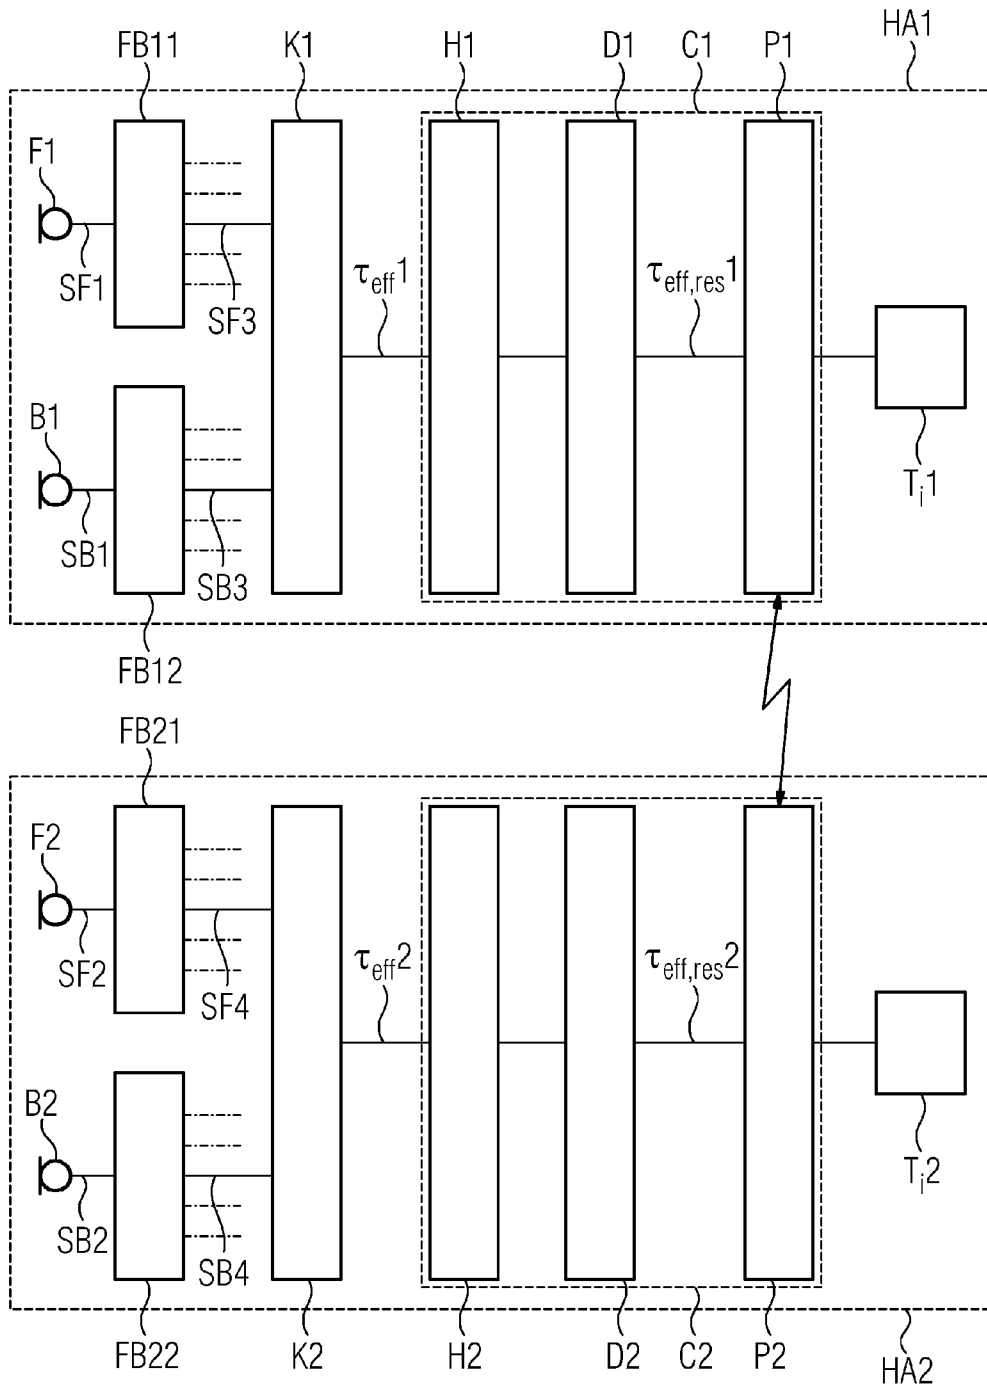 FB11 K1 H1 D1 C1 P1 HA1
F1
τeff1 τeff,res1
SF1 SF3
B1
Ti1
SB1 SB3
FB12
FB21
F2
τeff2 τeff,res2
SF2 SF4
B2
Ti2
SB2 SB4
FB22 K2 H2 D2 C2 P2 HA2